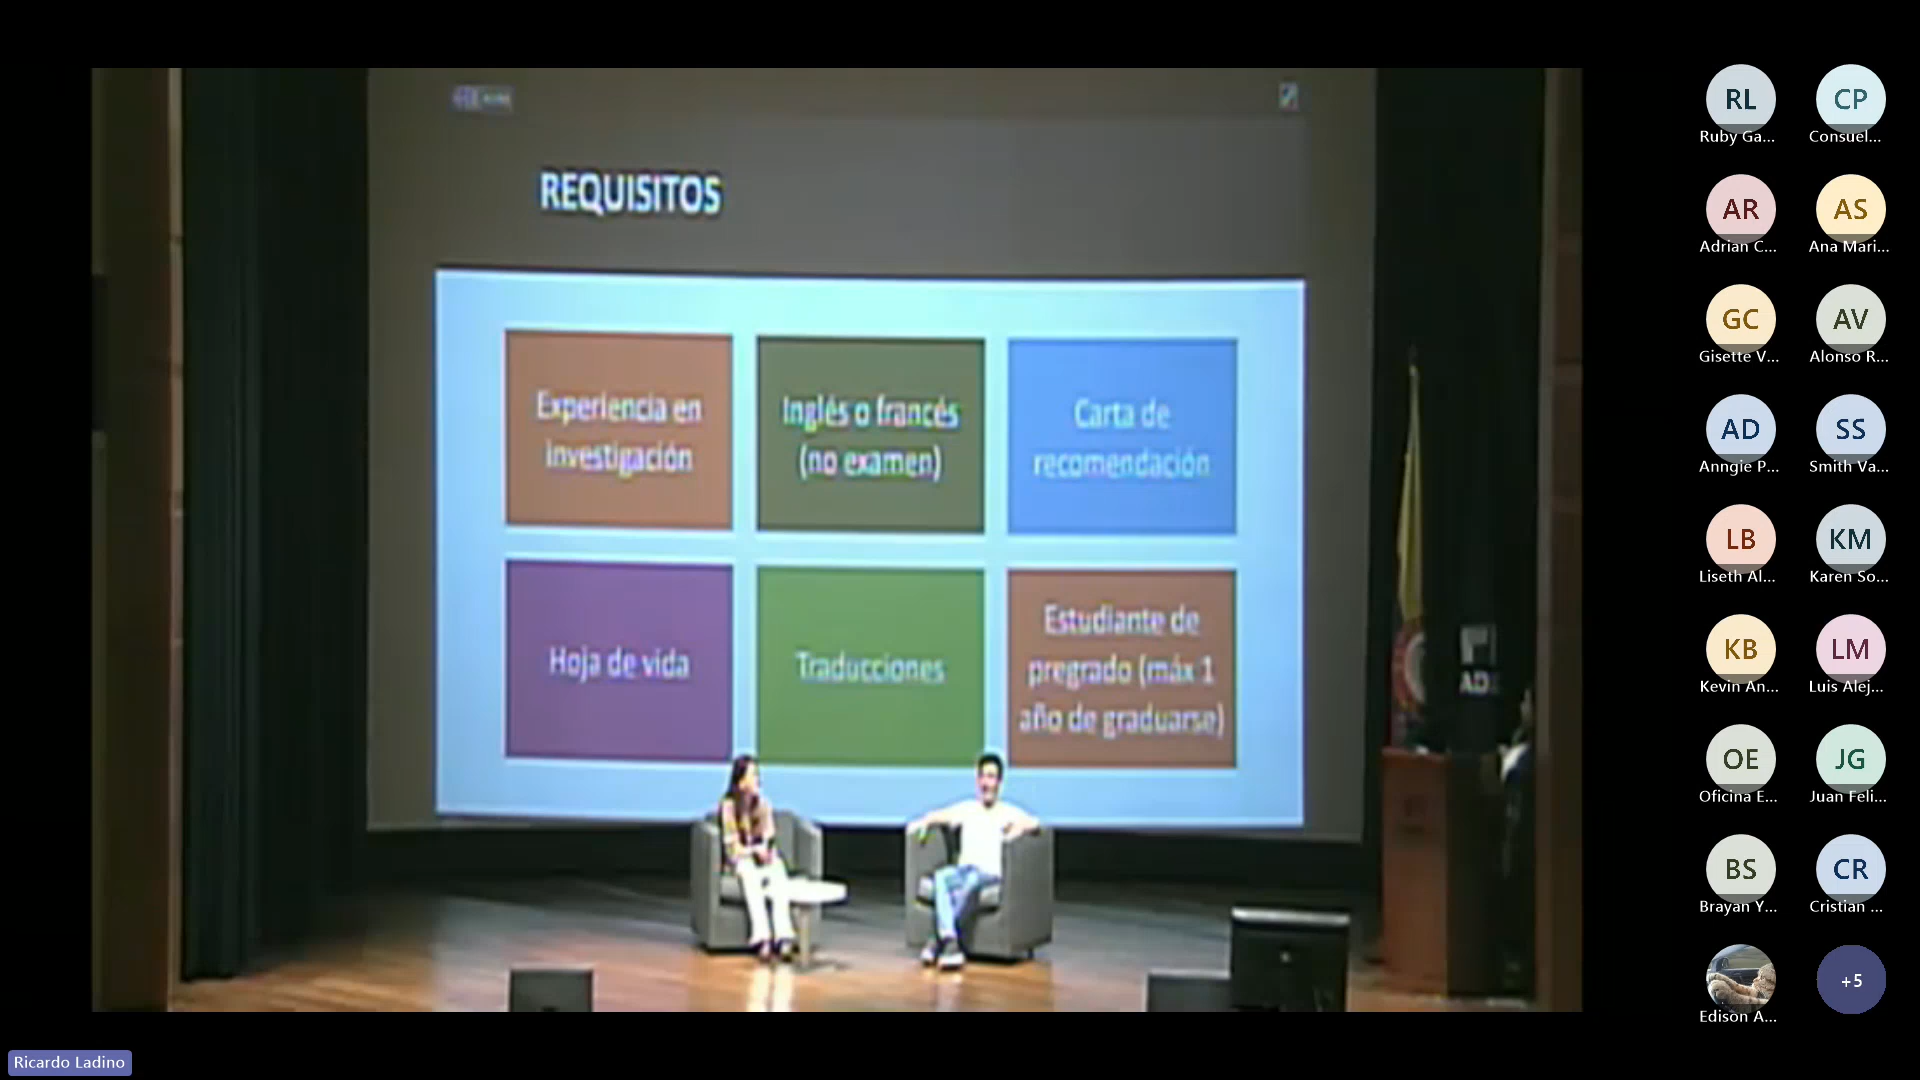 REQUISITOS
Experiencia en
investigación
Inglés o francés
(no examen)
Carta de
recomendación
Hoja de vida
Traducciones
Estudiante de
pregrado (máx 1
año de graduarse)
RL
Ruby Ga...
CP
Consuel...
AR
Adrian C...
AS
Ana Mari...
GC
Gisette V...
AV
Alonso R...
AD
Anngie P...
SS
Smith Va...
LB
Liseth Al...
KM
Karen So...
KB
Kevin An...
LM
Luis Alej...
OE
Oficina E...
JG
Juan Feli...
BS
Brayan Y...
CR
Cristian ...
Edison A...
+5
Ricardo Ladino